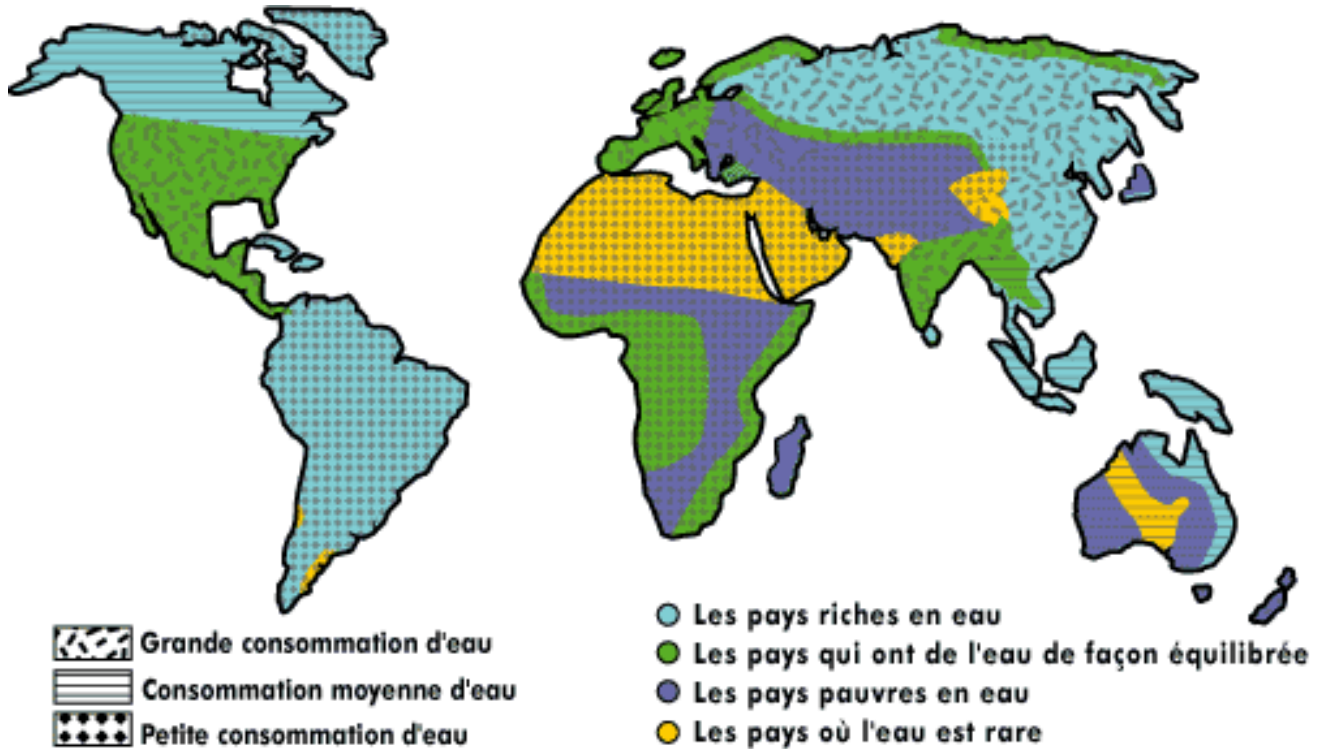 Grande consommation d'eau
Consommation moyenne d'eau
Petite consommation d'eau
Les pays riches en eau
Les pays qui ont de l'eau de façon équilibrée
Les pays pauvres en eau
Les pays où l'eau est rare